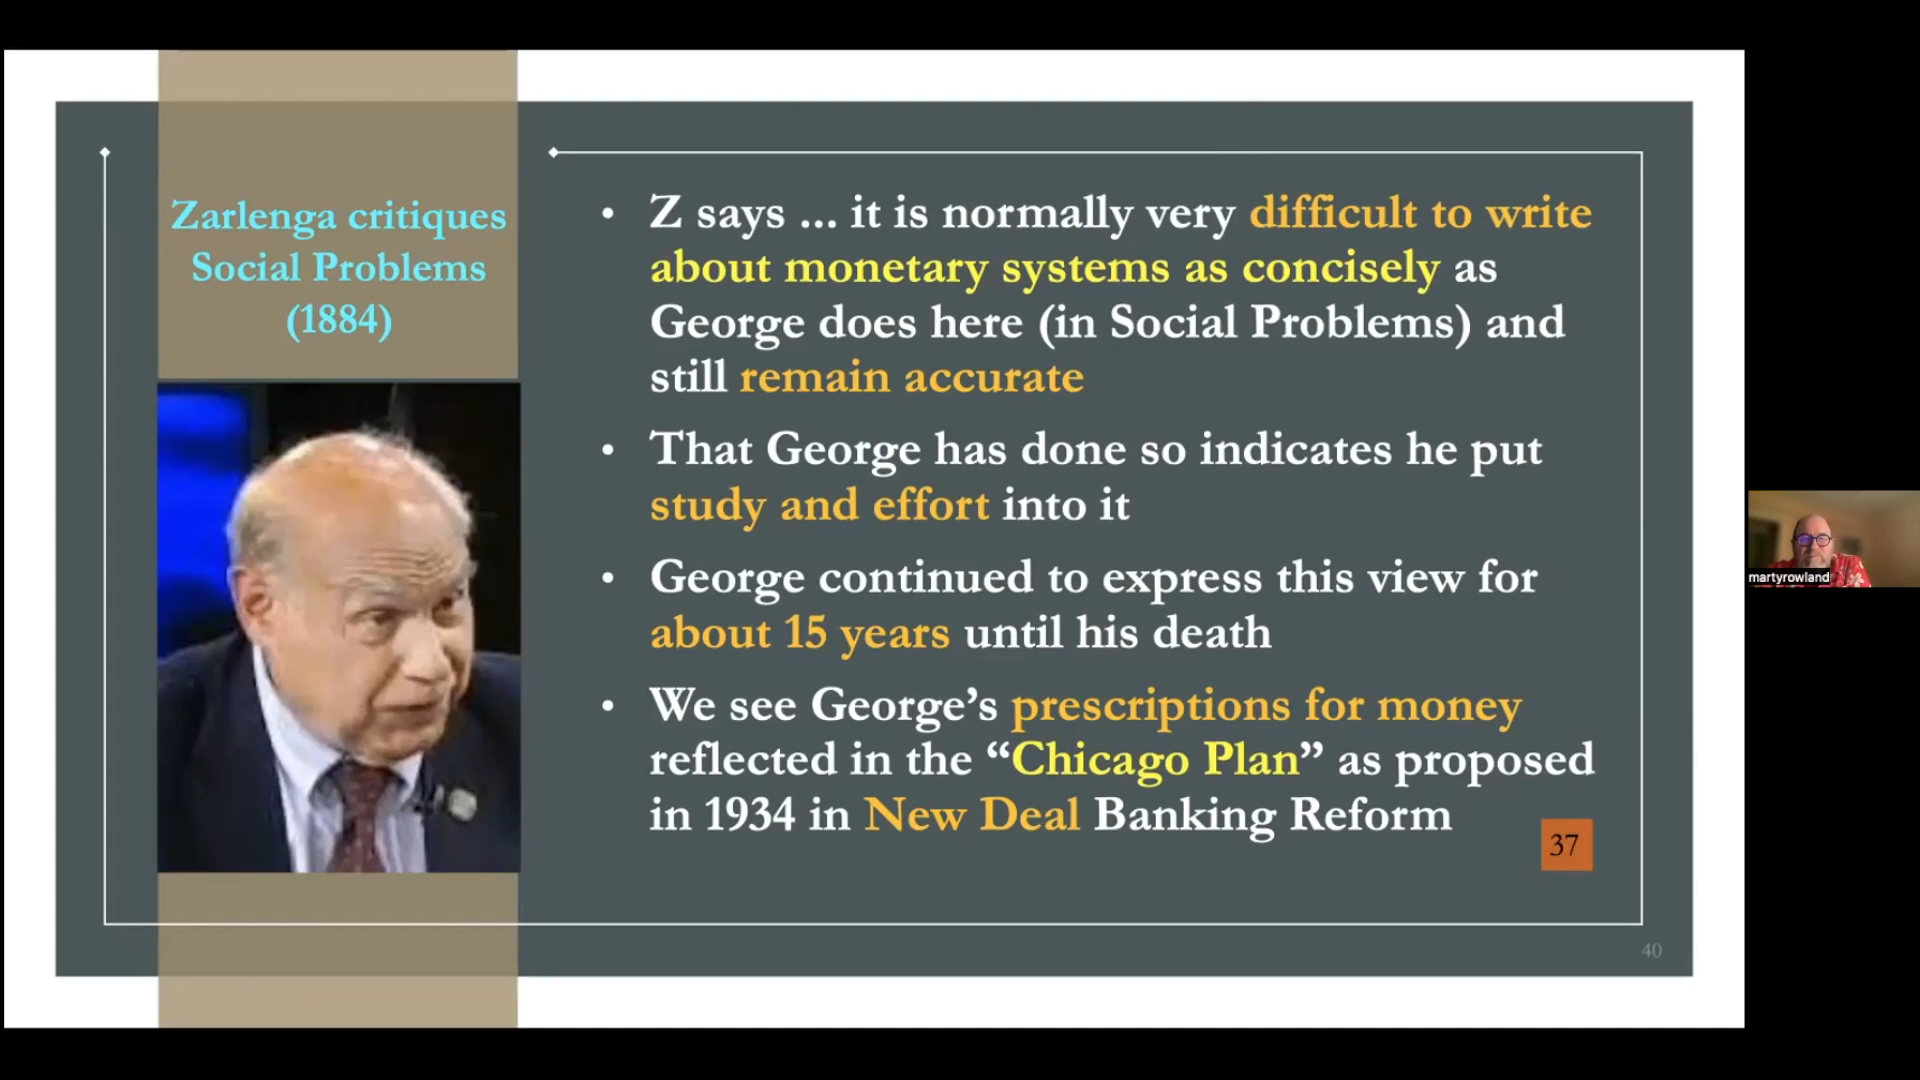 Zarlenga critiques
Social Problems
(1884)
• Z says ... it is normally very difficult to write
about monetary systems as concisely as
George does here (in Social Problems) and
still remain accurate
• That George has done so indicates he put
study and effort into it
• George continued to express this view for
about 15 years until his death
• We see George’s prescriptions for money
reflected in the “Chicago Plan” as proposed
in 1934 in New Deal Banking Reform
37
40
martyrowland